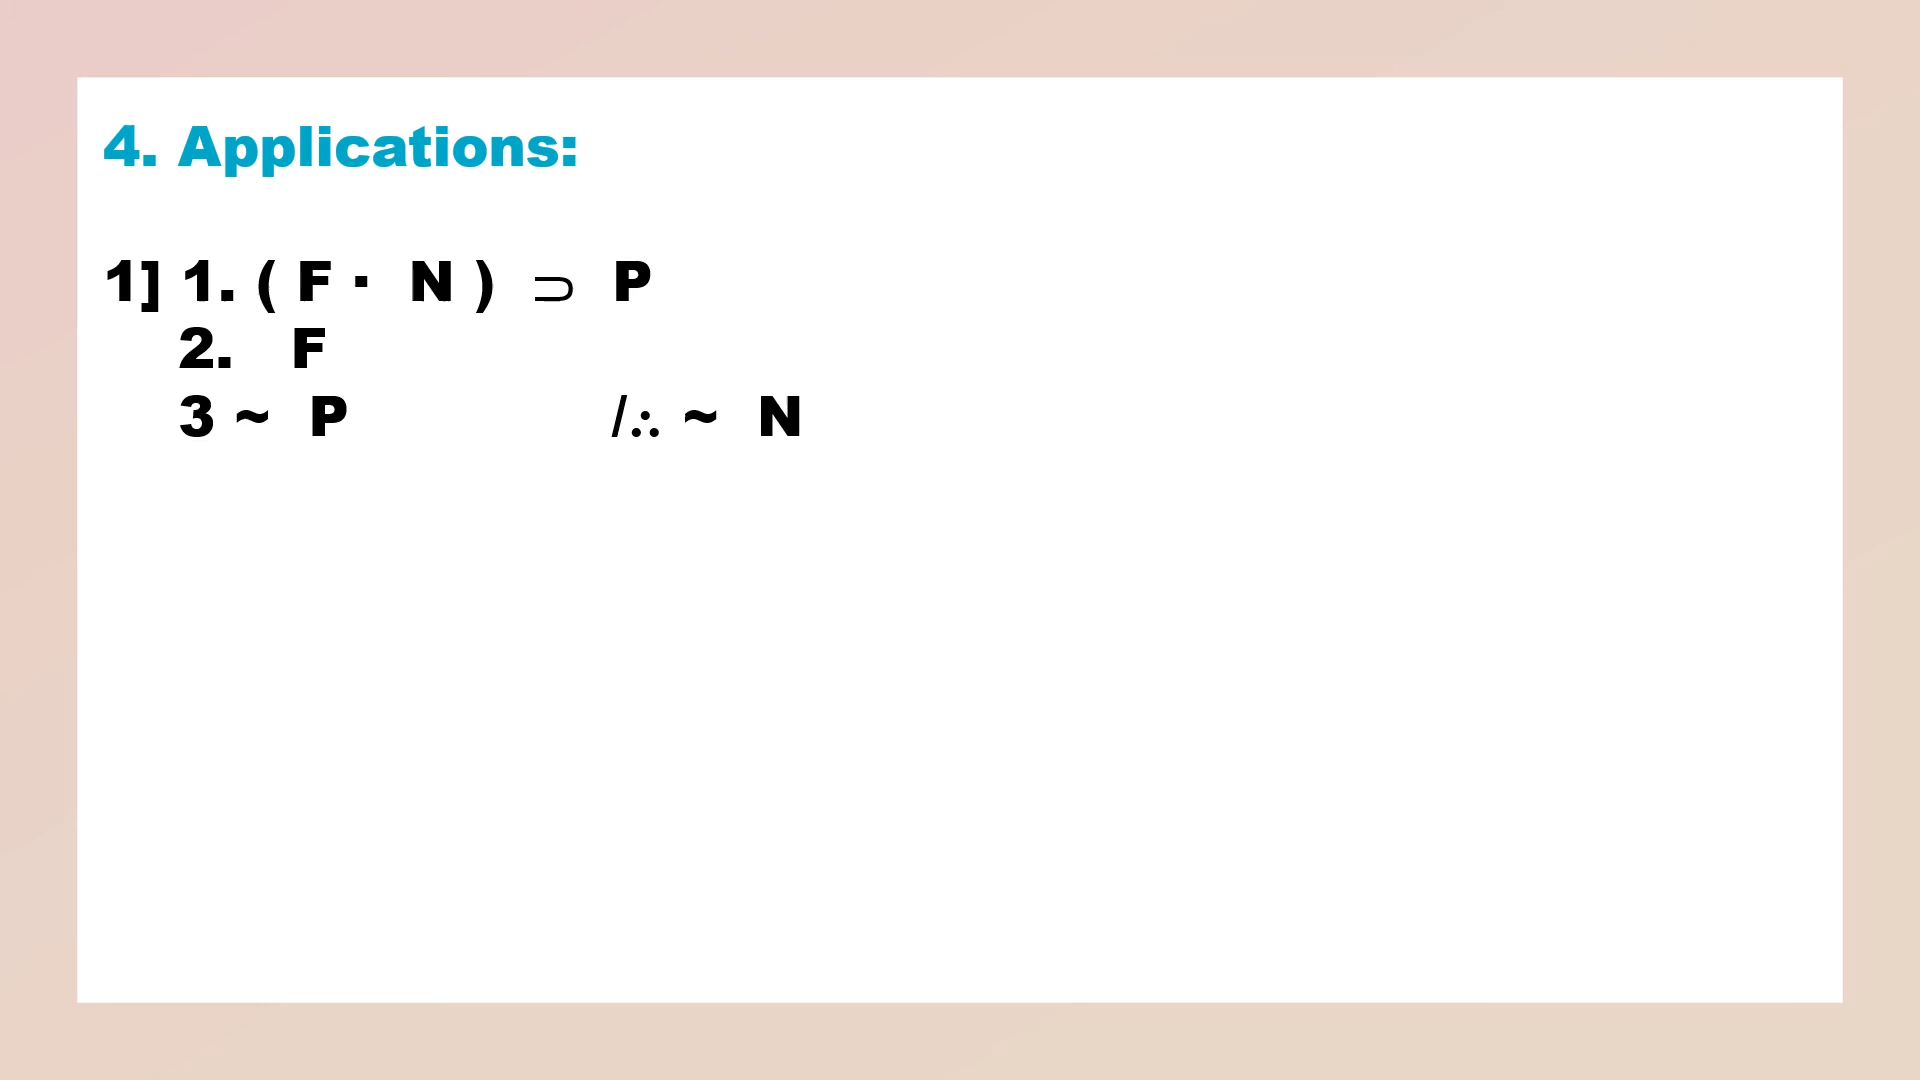 4. Applications:
1] 1. ( F · N ) ⊃ P
2. F
3 ~ P /∴ ~ N